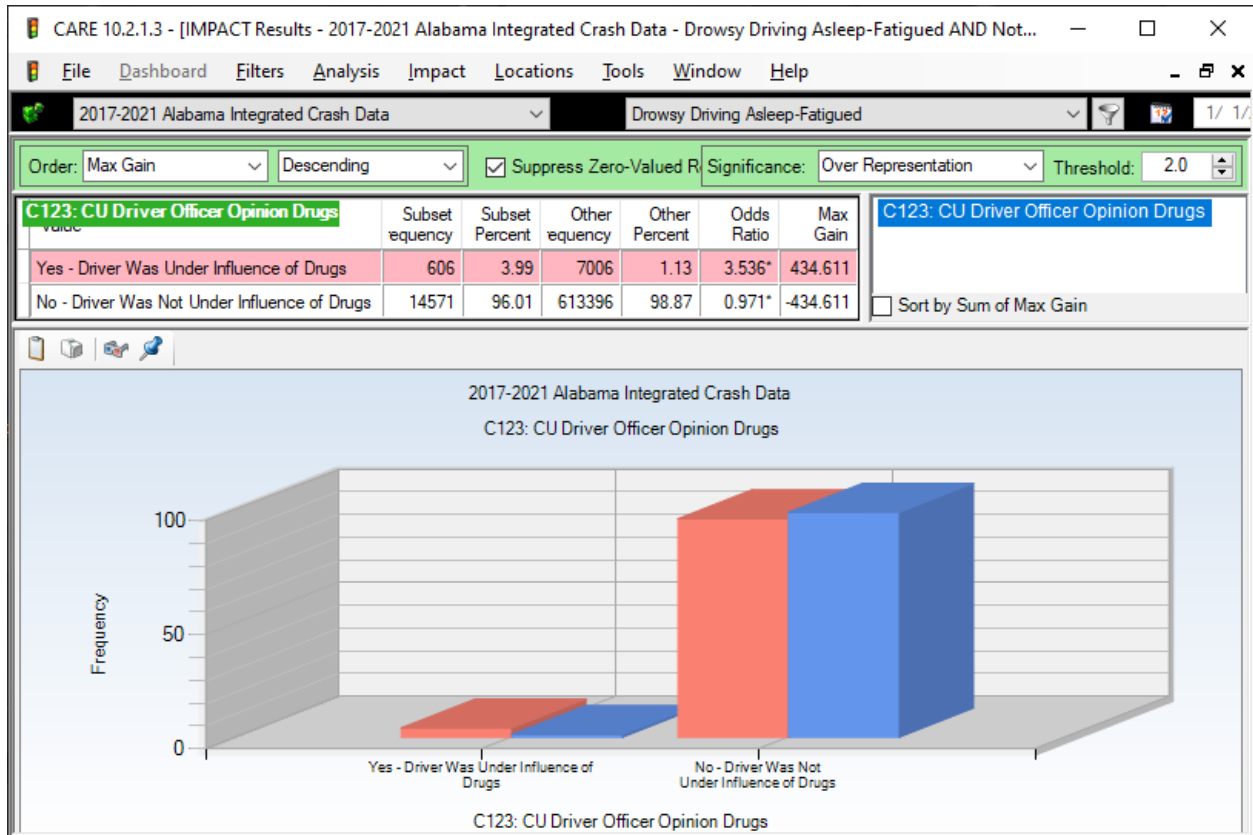 CARE 10.2.1.3 - [IMPACT Results - 2017-2021 Alabama Integrated Crash Data - Drowsy Driving Asleep-Fatigued AND Not...
File Dashboard Filters Analysis Impact Locations Tools Window Help
2017-2021 Alabama Integrated Crash Data Drowsy Driving Asleep-Fatigued 1/ 1/
Order: Max Gain Descending Suppress Zero-Valued R Significance: Over Representation Threshold: 2.0
C123: CU Driver Officer Opinion Drugs Subset Subset Other Other Odds Max C123: CU Driver Officer Opinion Drugs
Value equency Percent equency Percent Ratio Gain
Yes - Driver Was Under Influence of Drugs 606 3.99 7006 1.13 3.536* 434.611
No - Driver Was Not Under Influence of Drugs 14571 96.01 613396 98.87 0.971* -434.611 Sort by Sum of Max Gain
2017-2021 Alabama Integrated Crash Data
C123: CU Driver Officer Opinion Drugs
100
50
0
Frequency
Yes - Driver Was Under Influence of
Drugs
No - Driver Was Not
Under Influence of Drugs
C123: CU Driver Officer Opinion Drugs